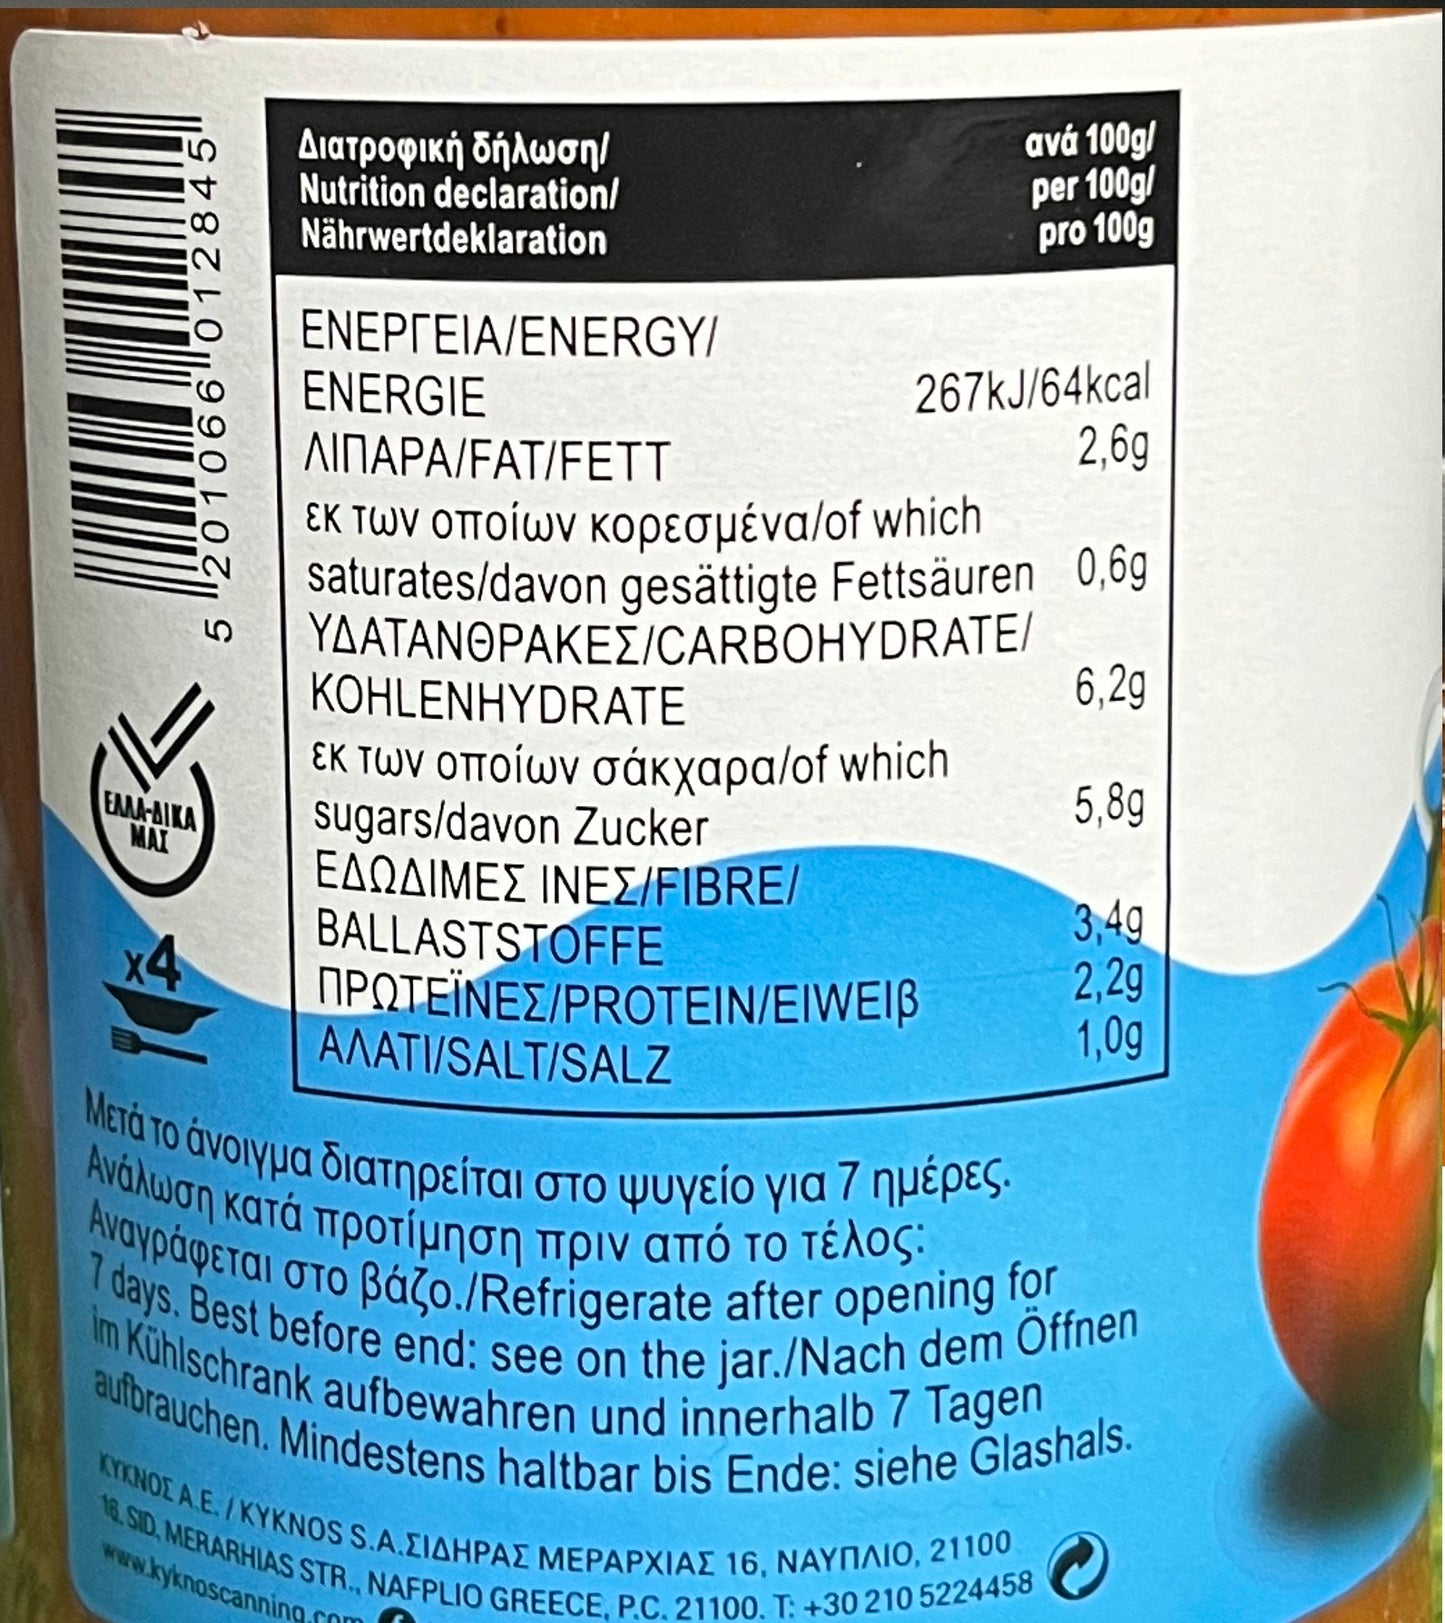 Διατροφική δήλωση/
Nutrition declaration/
Nährwertdeklaration
ανά 100g/
per 100g/
pro 100g
ΕΝΕΡΓΕΙΑ/ENERGY/
ENERGIE 267kJ/64kcal
ΛΙΠΑΡΑ/FAT/FETT 2,6g
εκ των οποίων κορεσμένα/of which
saturates/davon gesättigte Fettsäuren 0,6g
ΥΔΑΤΑΝΘΡΑΚΕΣ/CARBOHYDRATE/
KOHLENHYDRATE 6,2g
εκ των οποίων σάκχαρα/of which
sugars/davon Zucker 5,8g
ΕΔΩΔΙΜΕΣ ΙΝΕΣ/FIBRE/
BALLASTSTOFFE 3,4g
ΠΡΩΤΕΪΝΕΣ/PROTEIN/EIWEIß 2,2g
ΑΛΑΤΙ/SALT/SALZ 1,0g
5 201066 012845
ΕΛΛΑ-ΔΙΚΑ
ΜΑΣ
x4
Μετά το άνοιγμα διατηρείται στο ψυγείο για 7 ημέρες.
Ανάλωση κατά προτίμηση πριν από το τέλος:
Αναγράφεται στο βάζο./Refrigerate after opening for
7 days. Best before end: see on the jar./Nach dem Öffnen
im Kühlschrank aufbewahren und innerhalb 7 Tagen
aufbrauchen. Mindestens haltbar bis Ende: siehe Glashals.
ΚΥΚΝΟΣ Α.Ε. / KYKNOS S.A.ΣΙΔΗΡΑΣ ΜΕΡΑΡΧΙΑΣ 16, ΝΑΥΠΛΙΟ, 21100
16. SID, MERARHIAS STR., NAFPLIO GREECE, P.C. 21100. T: +30 210 5224458
www.kyknoscanning.com